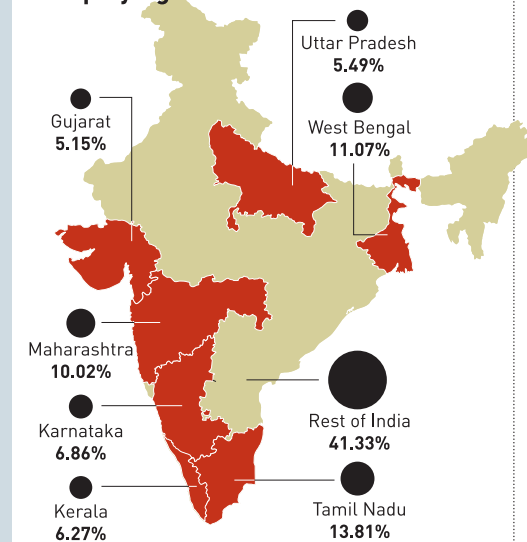 Uttar Pradesh
5.49%
Gujarat
5.15%
West Bengal
11.07%
Maharashtra
10.02%
Karnataka
6.86%
Kerala
6.27%
Rest of India
41.33%
Tamil Nadu
13.81%